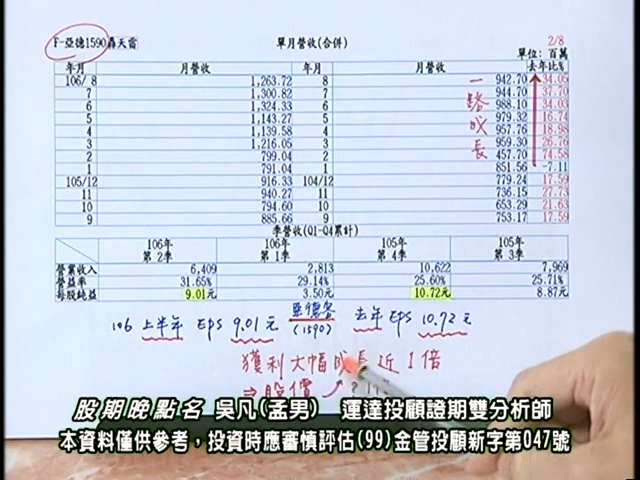 F-亞德1590轟天雷 單月營收(合併) 2/8
單位: 百萬
年月 月營收 年月 月營收 去年比%
106/ 8 1,263.72 8 942.70 34.05
7 1,300.82 7 944.70 37.70
6 1,324.33 6 988.10 34.03
5 1,143.27 5 979.32 16.74
4 1,139.58 4 957.76 18.98
3 1,216.05 3 959.30 26.76
2 799.04 2 457.70 74.58
1 791.04 1 851.56 -7.11
105/12 916.33 104/12 779.24 17.59
11 940.27 11 736.15 27.73
10 794.60 10 653.29 21.63
9 885.66 9 753.17 17.59
一路成長
季營收(Q1-Q4累計)
106年 第 2季 106年 第 1季 105年 第 4季 105年 第 3季
營業收入 6,409 2,813 10,622 7,969
營益率 31.65% 29.14% 25.60% 25.71%
每股純益 9.01元 3.50元 10.72元 8.87元
106 上半年 EPS 9.01元 亞德客 (1590) 去年 EPS 10.72元
獲利大幅成長近1倍
⇒股價
股期晚點名 吳凡(孟男) 運達投顧證期雙分析師
本資料僅供參考，投資時應審慎評估(99)金管投顧新字第047號